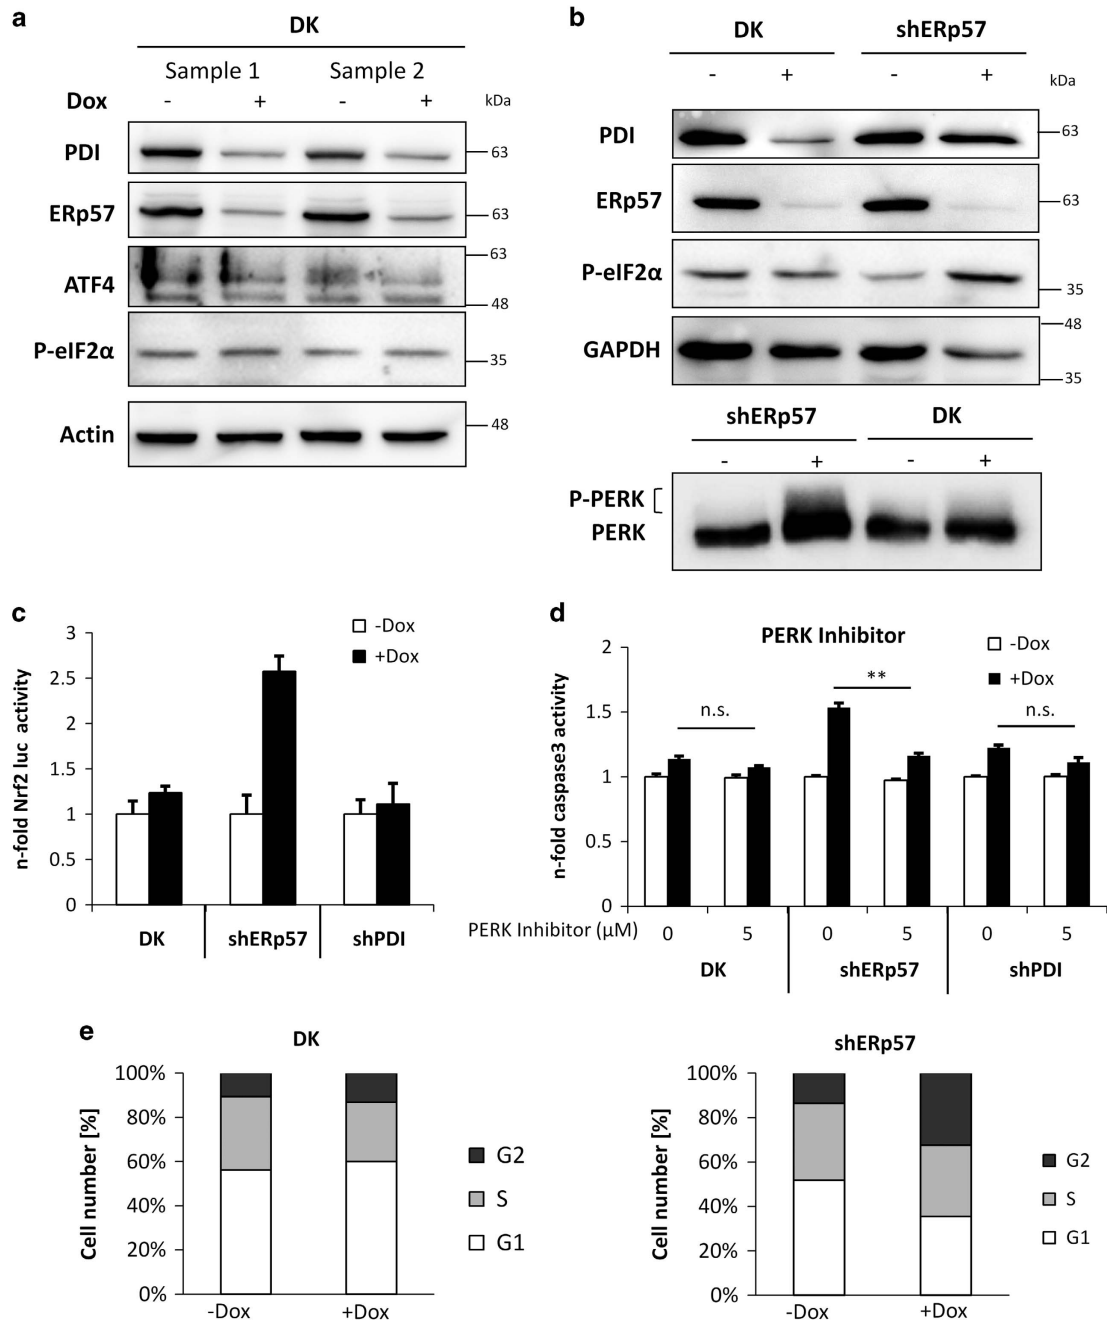 a
DK
Sample 1 Sample 2
Dox - + - + kDa
PDI 63
ERp57 63
ATF4 63
48
P-eIF2α 35
Actin 48
b
DK shERp57
- + - + kDa
PDI 63
ERp57 63
P-eIF2α 35
GAPDH 48
35
shERp57 DK
- + - +
P-PERK
PERK
c
n-fold Nrf2 luc activity
3
2.5
2
1.5
1
0.5
0
-Dox
+Dox
DK shERp57 shPDI
d
PERK Inhibitor
n-fold caspase3 activity
2
1.5
1
0.5
0
-Dox
+Dox
n.s. ** n.s.
PERK Inhibitor (µM) 0 5 0 5 0 5
DK shERp57 shPDI
e
DK
Cell number [%]
100%
80%
60%
40%
20%
0%
-Dox +Dox
G2
S
G1
shERp57
Cell number [%]
100%
80%
60%
40%
20%
0%
-Dox +Dox
G2
S
G1